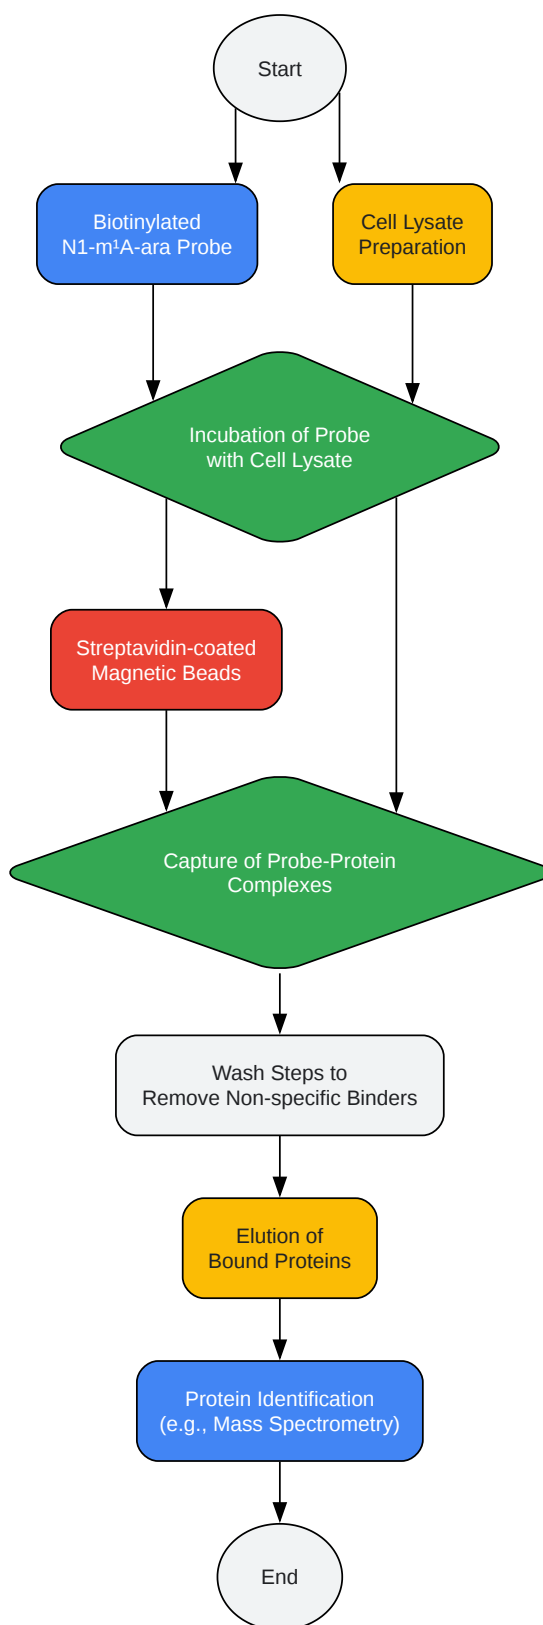 Start
Biotinylated
N1-m¹A-ara Probe
Cell Lysate
Preparation
Incubation of Probe
with Cell Lysate
Streptavidin-coated
Magnetic Beads
Capture of Probe-Protein
Complexes
Wash Steps to
Remove Non-specific Binders
Elution of
Bound Proteins
Protein Identification
(e.g., Mass Spectrometry)
End